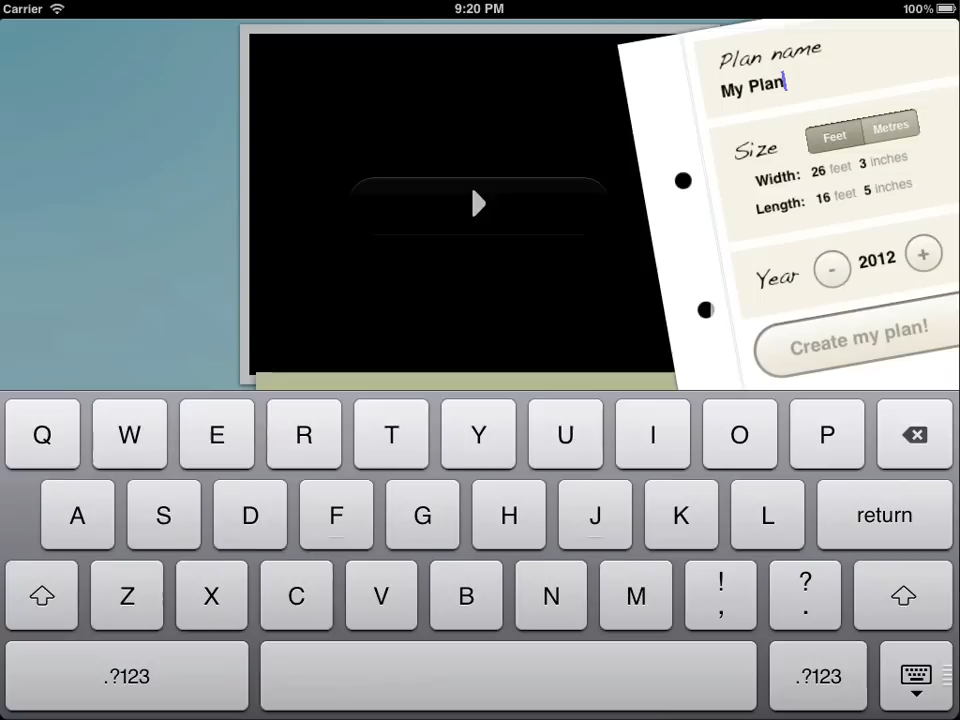 Carrier 9:20 PM 100%
Plan name
My Plan
Size Feet Metres
Width: 26 feet 3 inches
Length: 16 feet 5 inches
Year - 2012 +
Create my plan!
Q W E R T Y U I O P
A S D F G H J K L return
Z X C V B N M ! , ? .
.?123 .?123